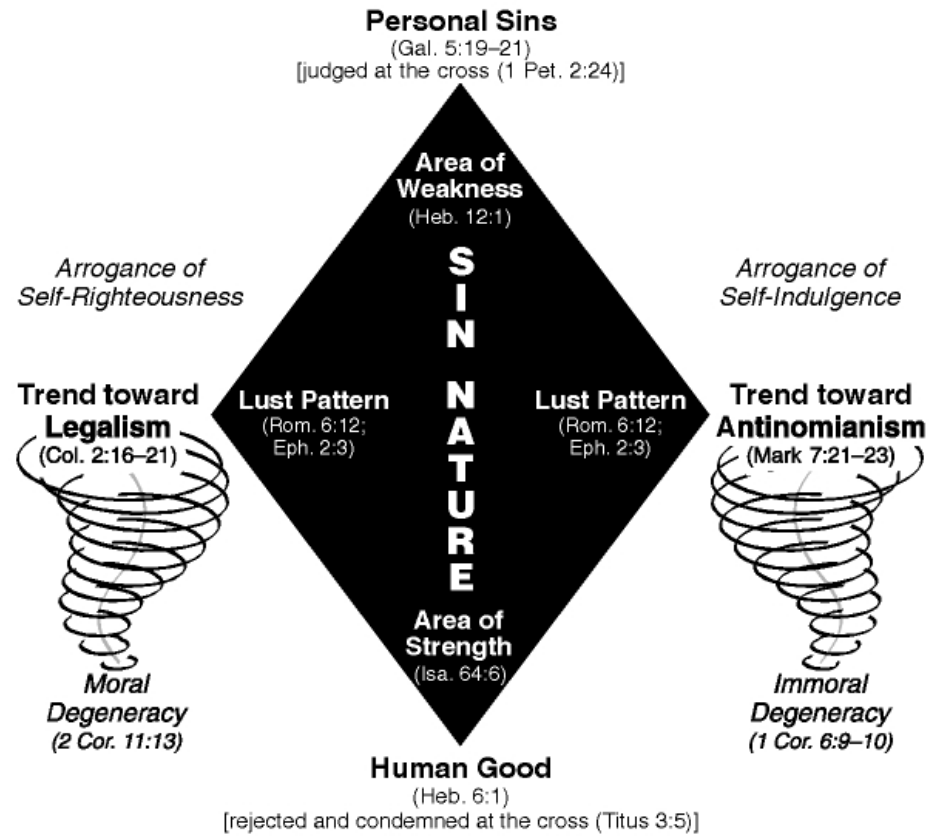 Personal Sins
(Gal. 5:19–21)
[judged at the cross (1 Pet. 2:24)]
Area of
Weakness
(Heb. 12:1)
SIN NATURE
Arrogance of
Self-Righteousness
Arrogance of
Self-Indulgence
Trend toward
Legalism
(Col. 2:16–21)
Lust Pattern
(Rom. 6:12;
Eph. 2:3)
Lust Pattern
(Rom. 6:12;
Eph. 2:3)
Trend toward
Antinomianism
(Mark 7:21–23)
Area of
Strength
(Isa. 64:6)
Moral
Degeneracy
(2 Cor. 11:13)
Immoral
Degeneracy
(1 Cor. 6:9–10)
Human Good
(Heb. 6:1)
[rejected and condemned at the cross (Titus 3:5)]